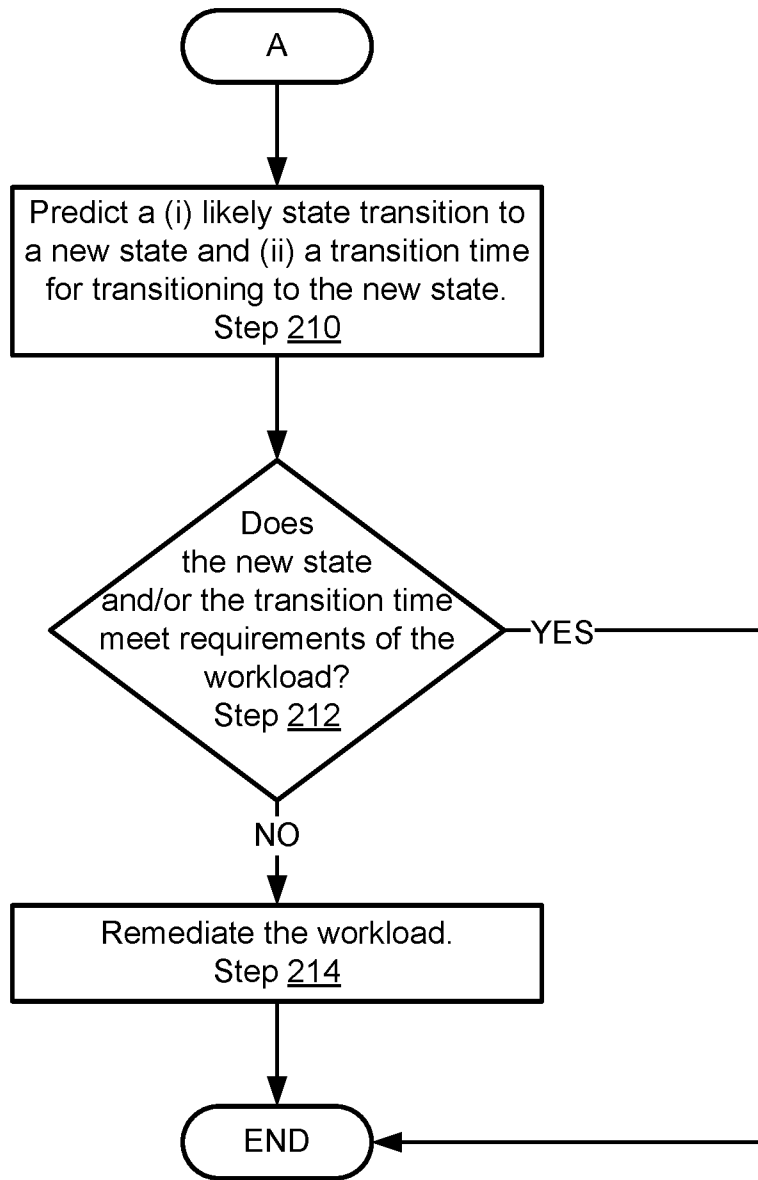 A
Predict a (i) likely state transition to
a new state and (ii) a transition time
for transitioning to the new state.
Step 210
Does
the new state
and/or the transition time
meet requirements of the
workload?
Step 212
YES
NO
Remediate the workload.
Step 214
END